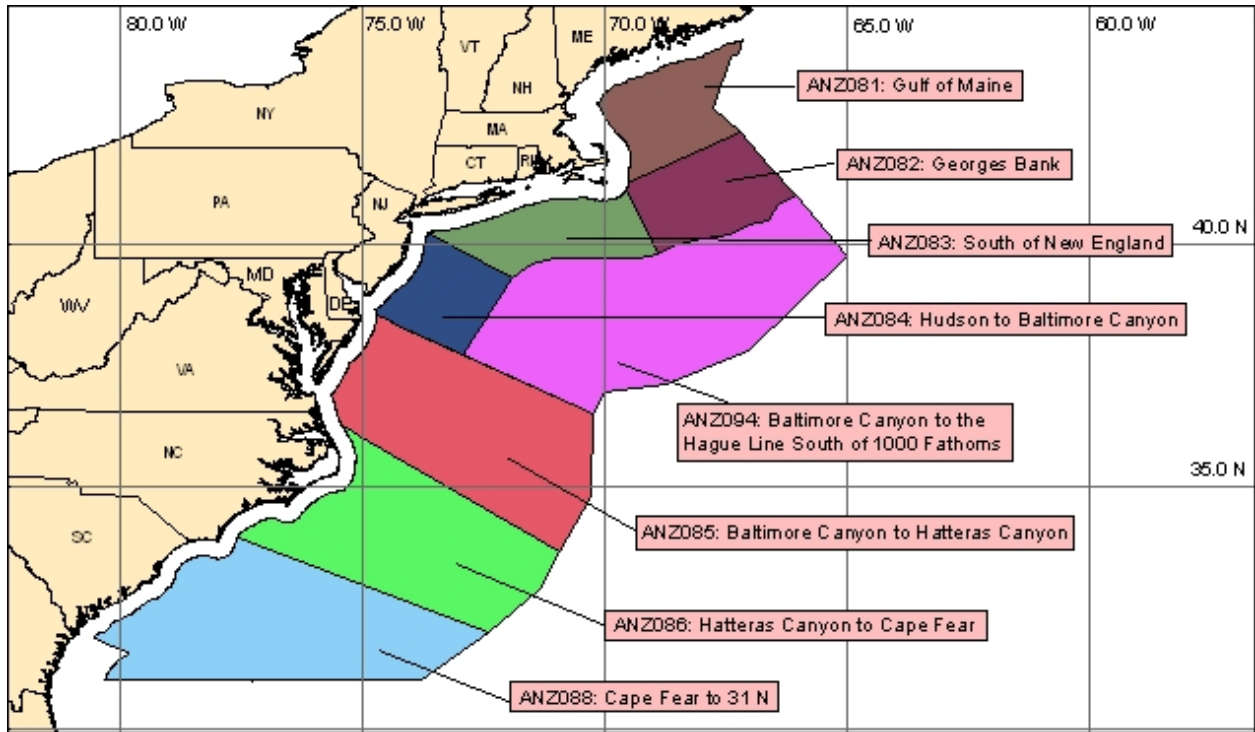 80.0 W
75.0 W
70.0 W
65.0 W
60.0 W
VT
ME
NH
ANZ081: Gulf of Maine
NY
MA
CT
RI
ANZ082: Georges Bank
PA
NJ
40.0 N
ANZ083: South of New England
MD
WV
DE
ANZ084: Hudson to Baltimore Canyon
VA
ANZ094: Baltimore Canyon to the
Hague Line South of 1000 Fathoms
NC
35.0 N
SC
ANZ085: Baltimore Canyon to Hatteras Canyon
ANZ086: Hatteras Canyon to Cape Fear
ANZ088: Cape Fear to 31 N